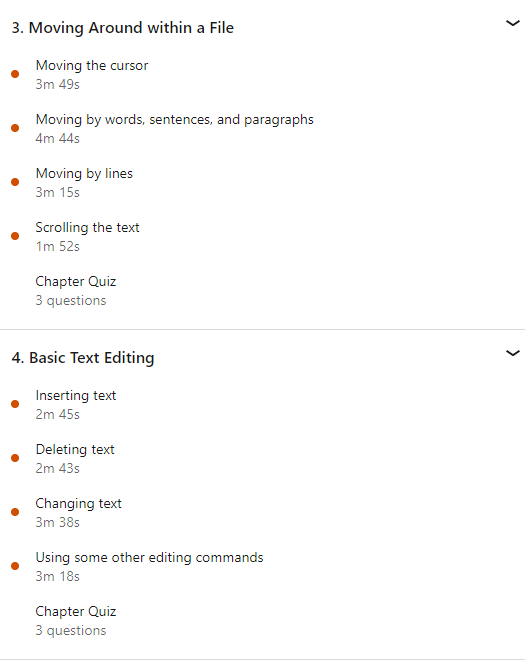 3. Moving Around within a File
Moving the cursor
3m 49s
Moving by words, sentences, and paragraphs
4m 44s
Moving by lines
3m 15s
Scrolling the text
1m 52s
Chapter Quiz
3 questions
4. Basic Text Editing
Inserting text
2m 45s
Deleting text
2m 43s
Changing text
3m 38s
Using some other editing commands
3m 18s
Chapter Quiz
3 questions